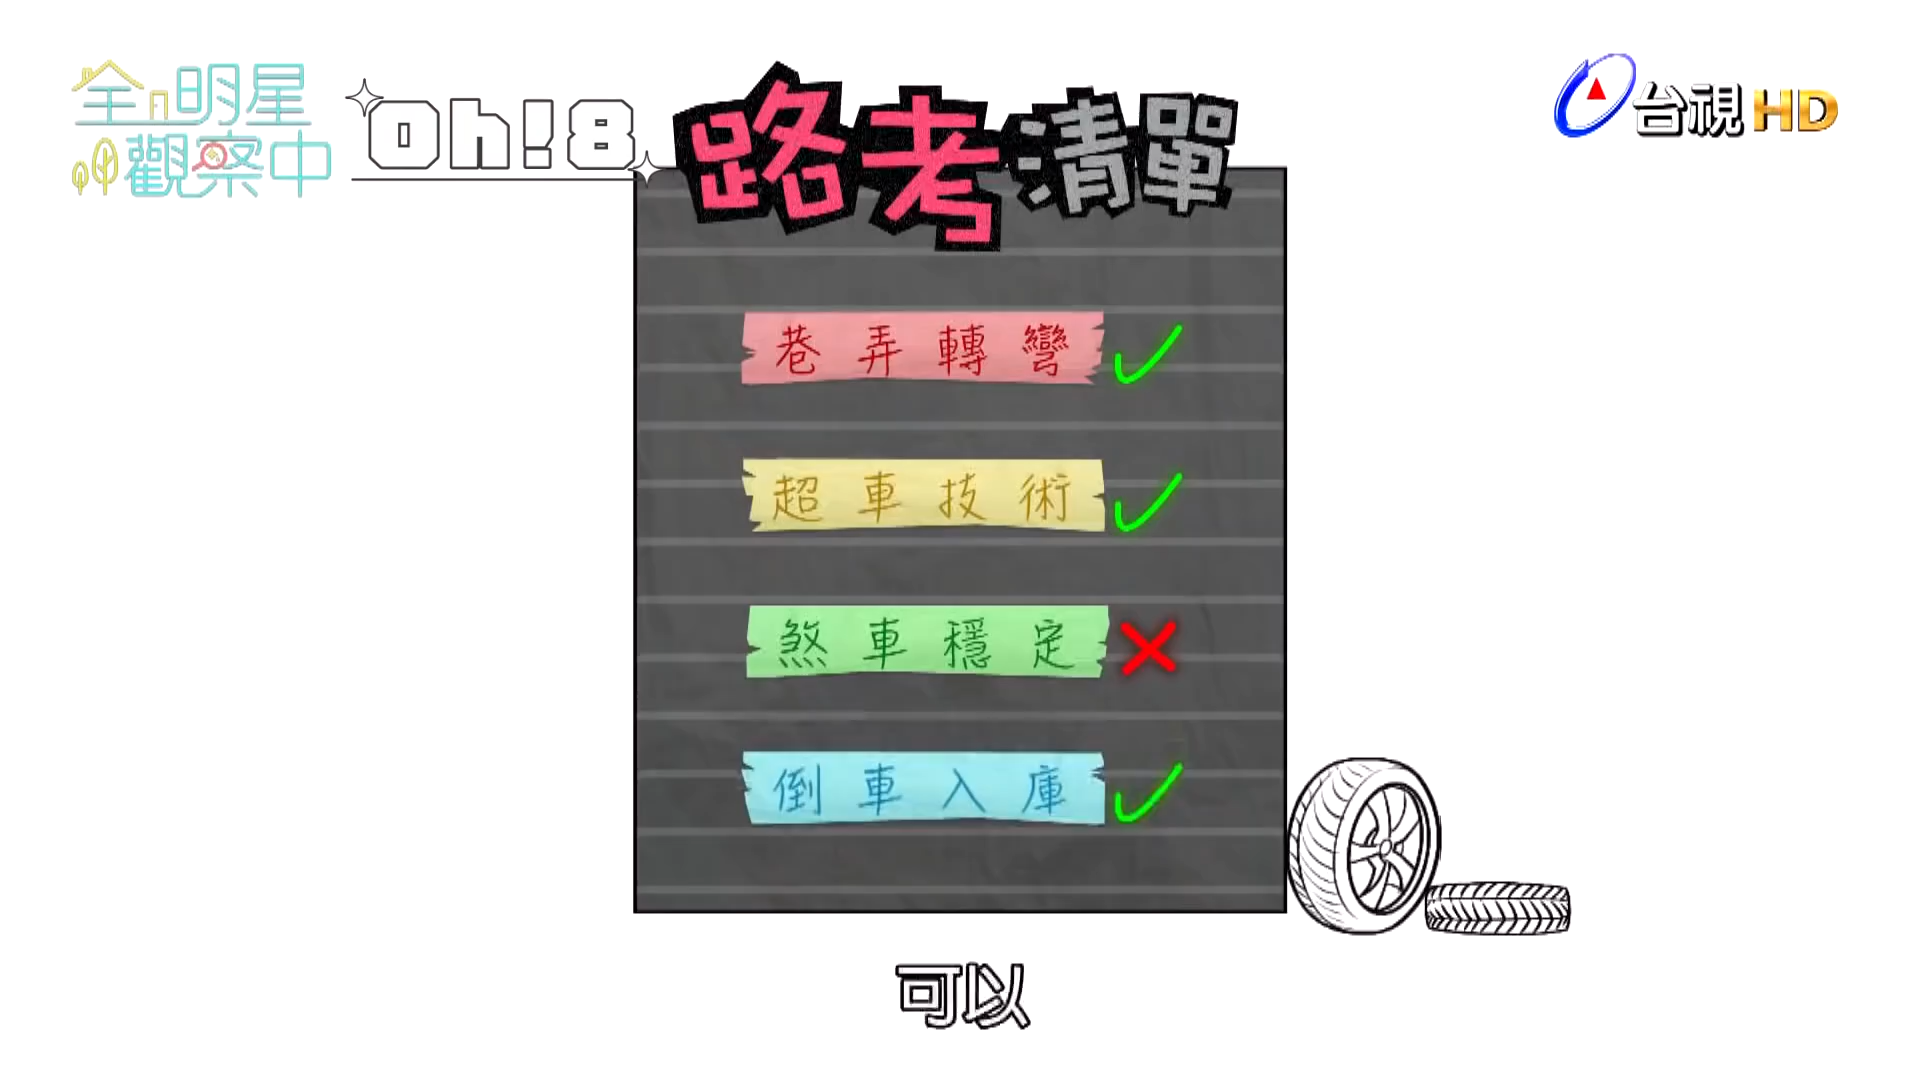 全明星
觀察中
Oh!8
路考清單
台視HD
巷弄轉彎
超車技術
煞車穩定
倒車入庫
可以